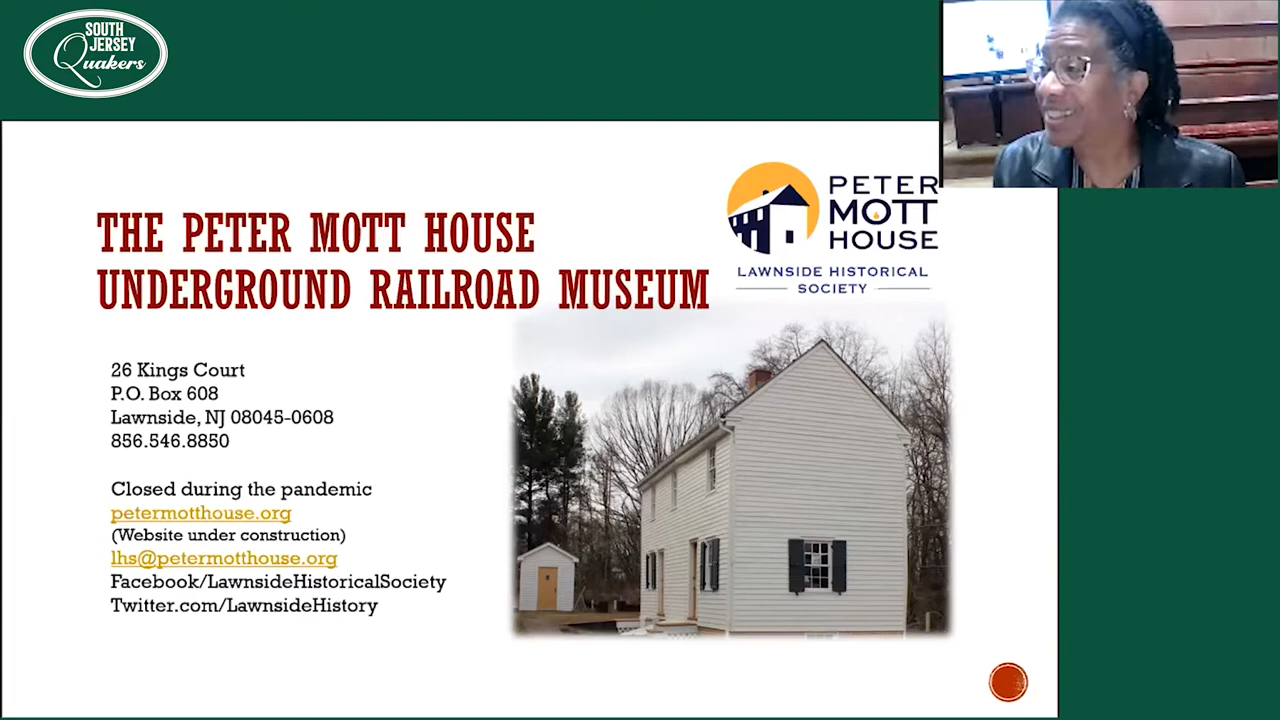 SOUTH
JERSEY
Quakers
THE PETER MOTT HOUSE
UNDERGROUND RAILROAD MUSEUM
PETER
MOTT
HOUSE
LAWNSIDE HISTORICAL
SOCIETY
26 Kings Court
P.O. Box 608
Lawnside, NJ 08045-0608
856.546.8850
Closed during the pandemic
petermotthouse.org
(Website under construction)
lhs@petermotthouse.org
Facebook/LawnsideHistoricalSociety
Twitter.com/LawnsideHistory